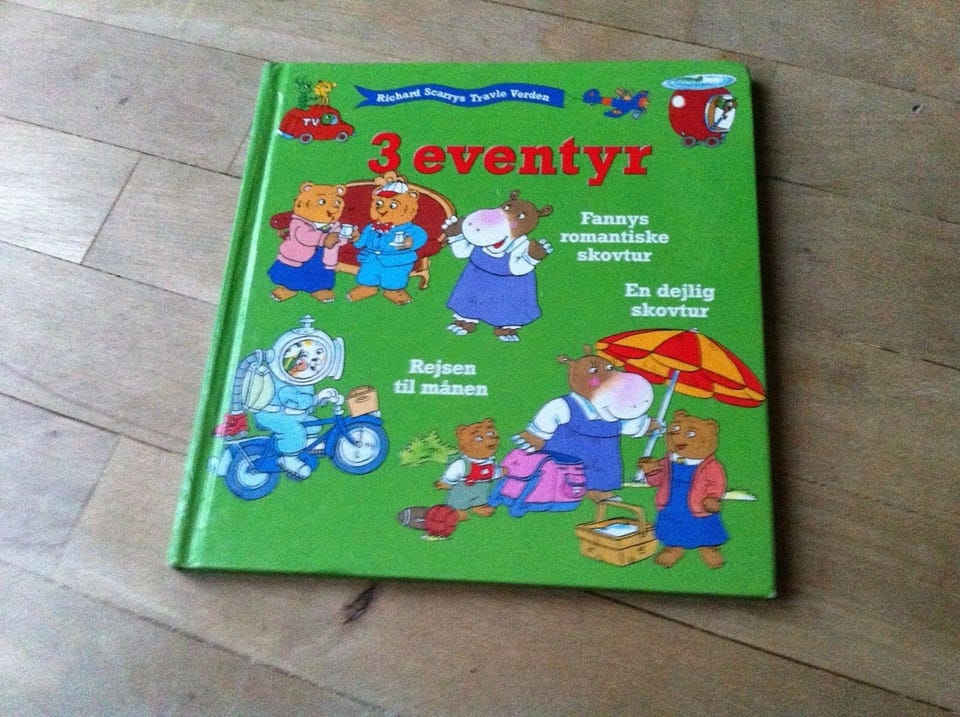 Richard Scarrys Travle Verden
TV
3 eventyr
Fannys
romantiske
skovtur
En dejlig
skovtur
Rejsen
til månen